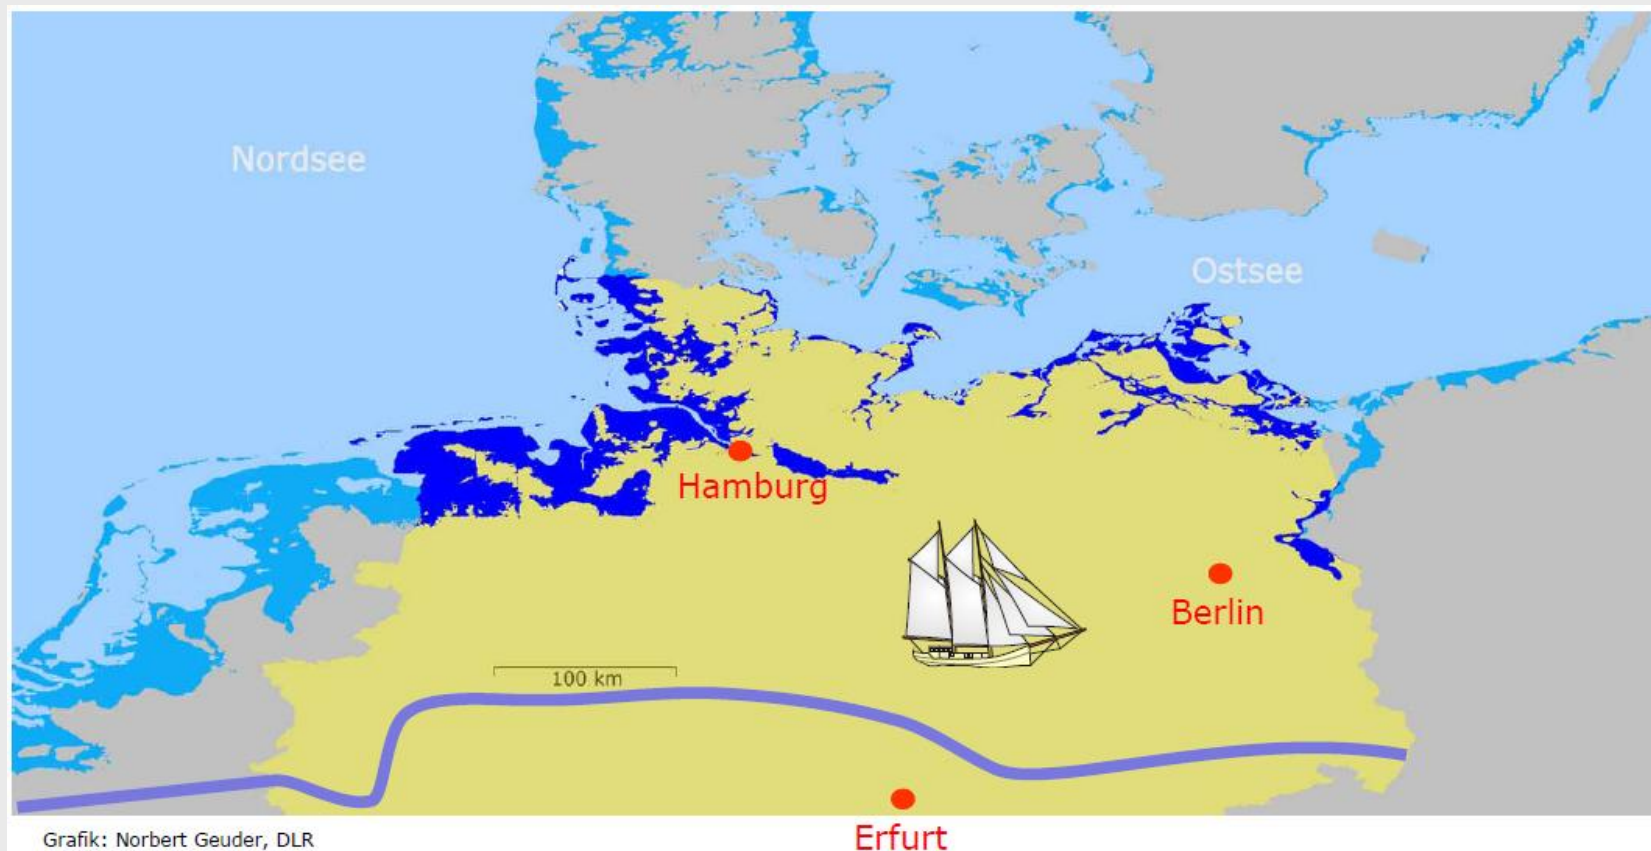 Nordsee
Ostsee
Hamburg
Berlin
100 km
Erfurt
Grafik: Norbert Geuder, DLR